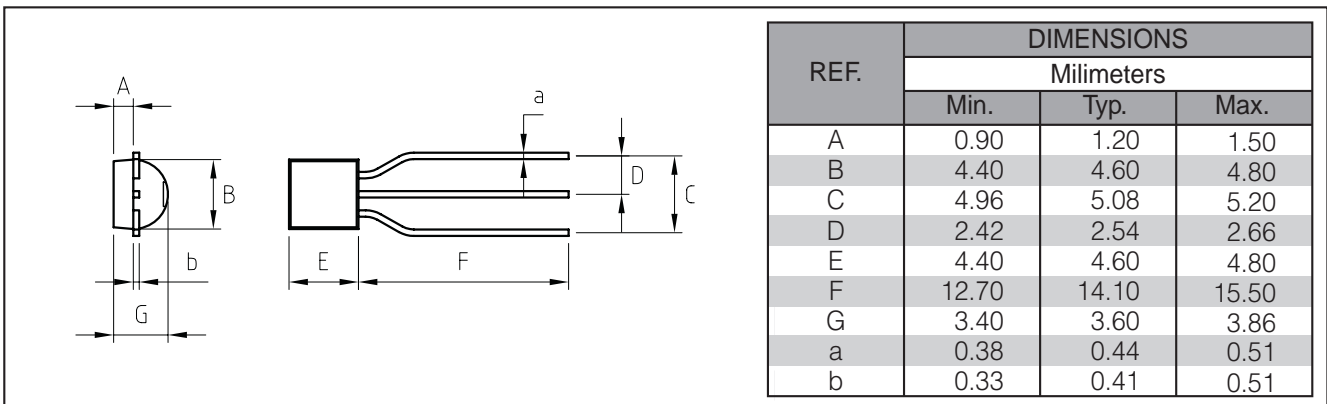 A
B
b
G
a
D
C
E
F
REF.
DIMENSIONS
Milimeters
Min. Typ. Max.
A 0.90 1.20 1.50
B 4.40 4.60 4.80
C 4.96 5.08 5.20
D 2.42 2.54 2.66
E 4.40 4.60 4.80
F 12.70 14.10 15.50
G 3.40 3.60 3.86
a 0.38 0.44 0.51
b 0.33 0.41 0.51